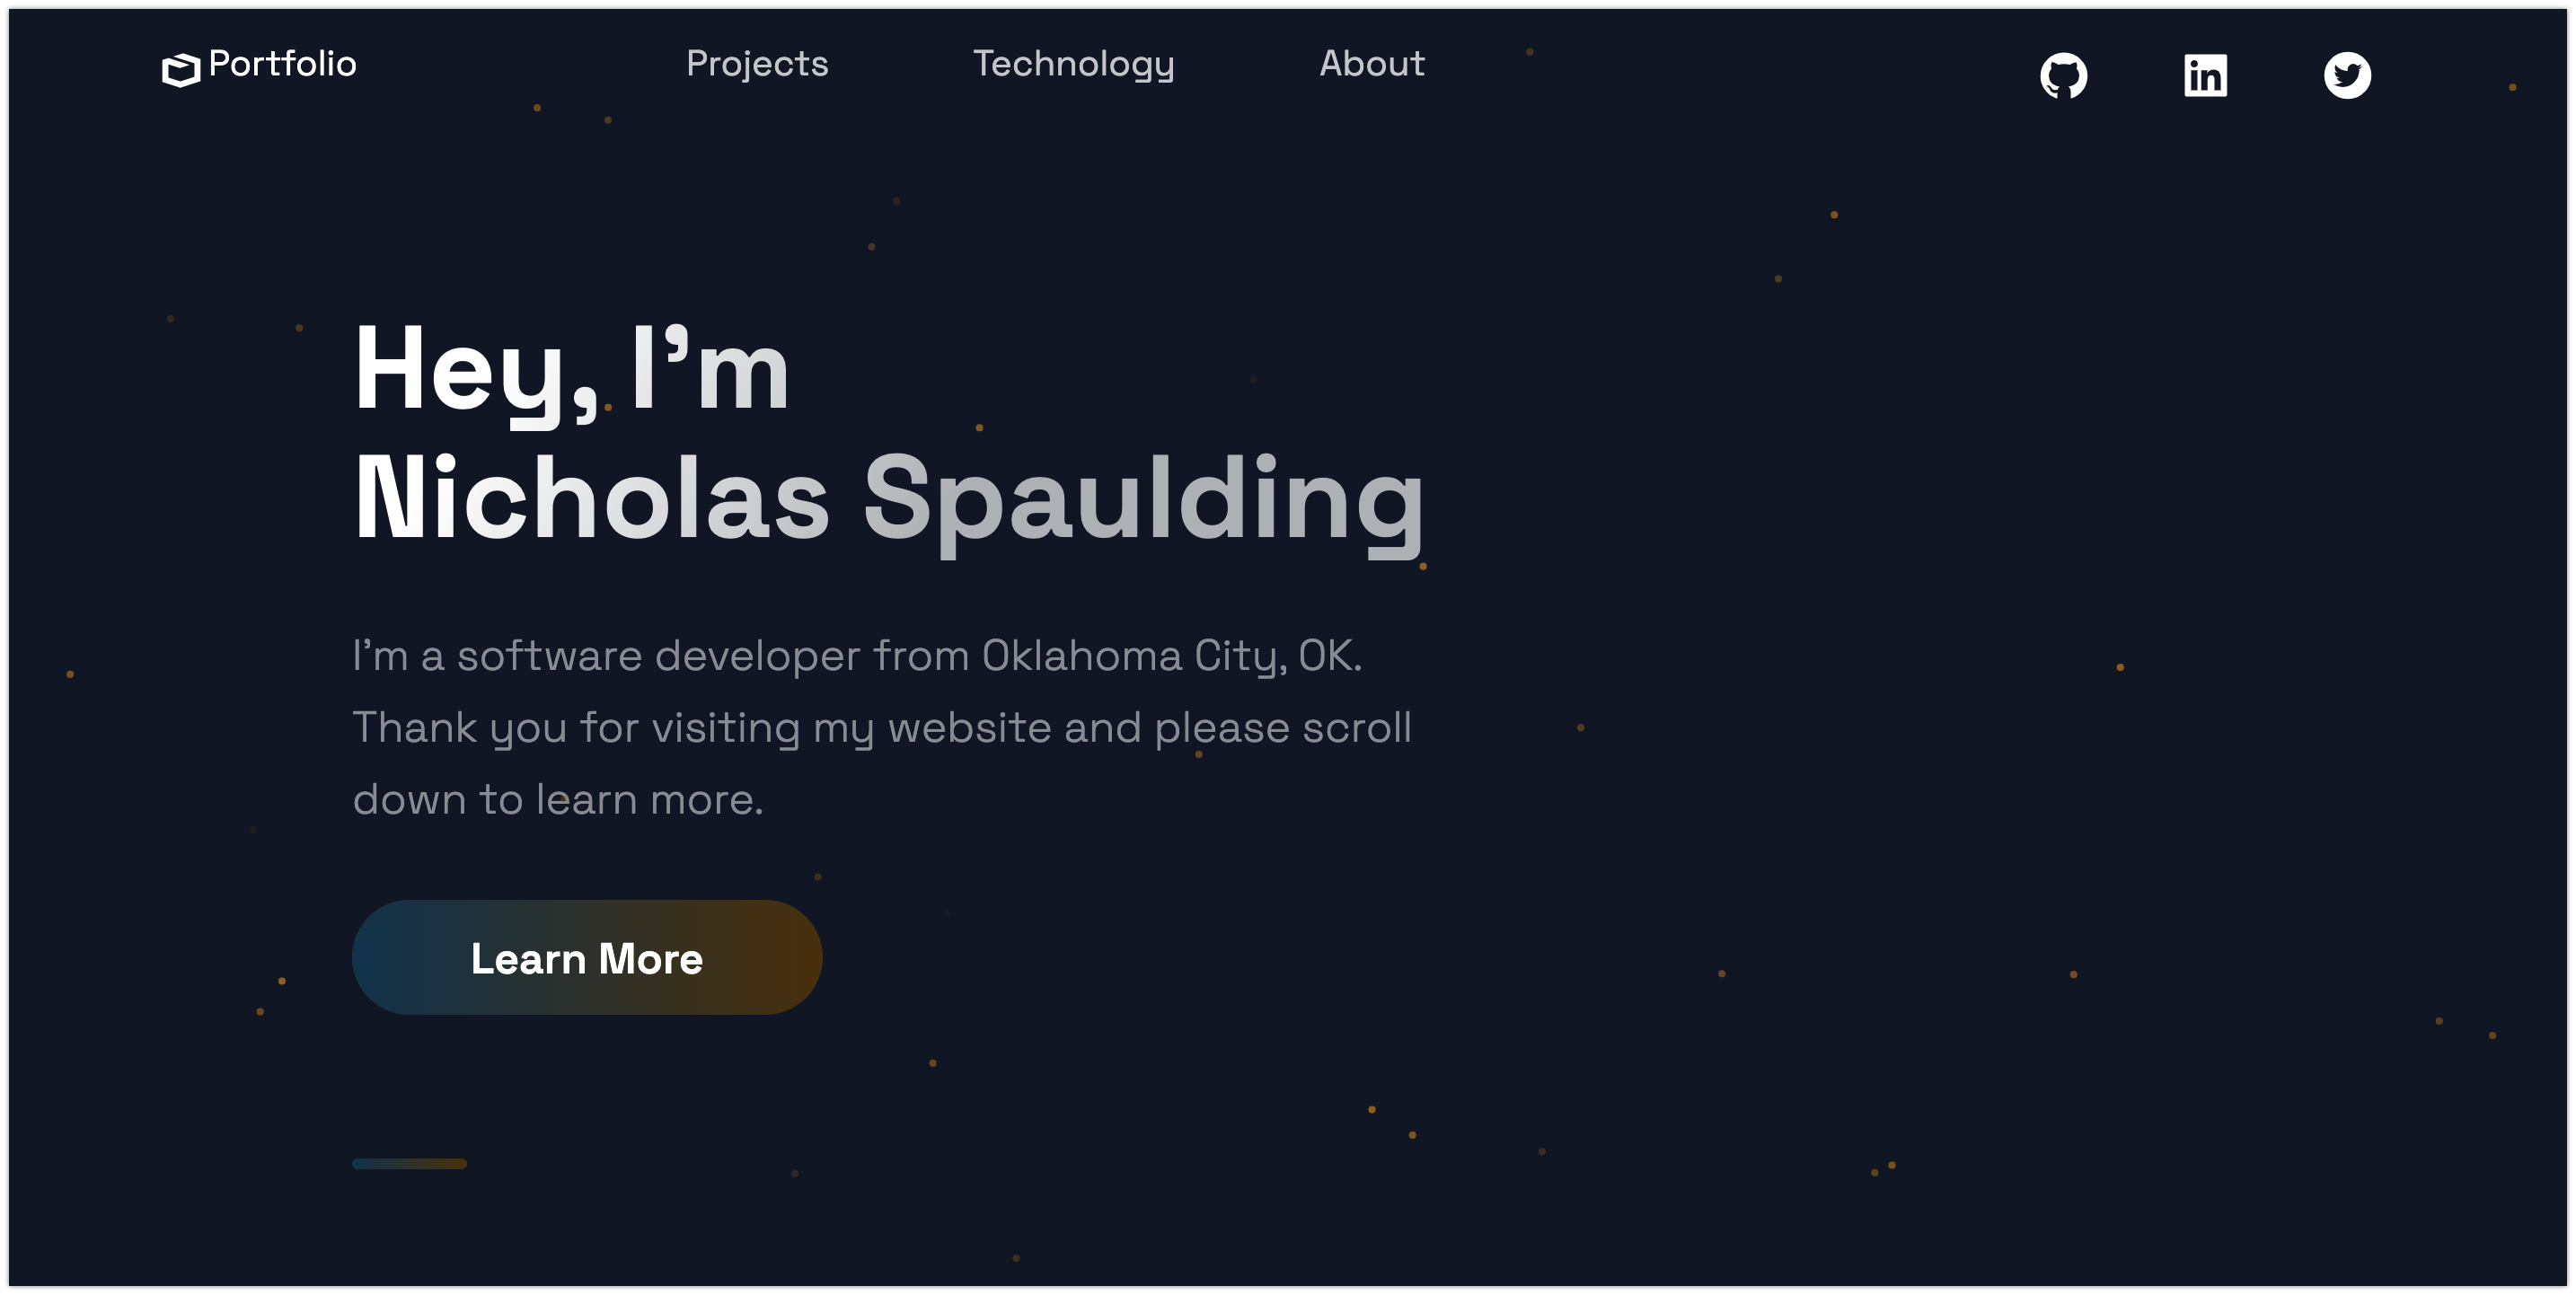 Portfolio
Projects
Technology
About
Hey, I’m
Nicholas Spaulding
I’m a software developer from Oklahoma City, OK.
Thank you for visiting my website and please scroll
down to learn more.
Learn More